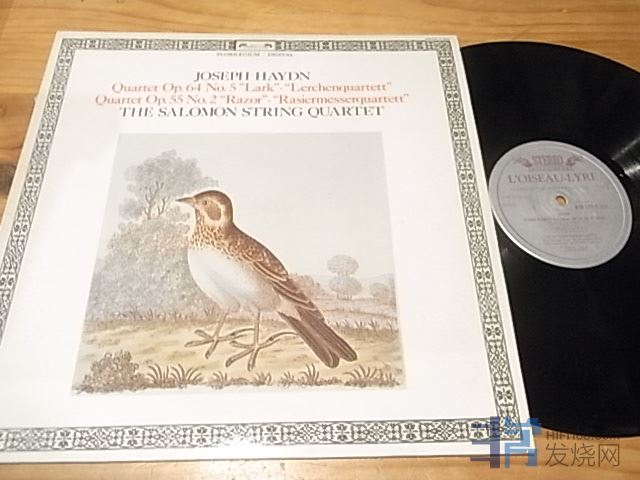 FLORILEGIUM DIGITAL
JOSEPH HAYDN
Quartet Op. 64 No. 5 "Lark"-"Lerchenquartett"
Quartet Op. 55 No. 2 "Razor"-"Rasiermesserquartett"
THE SALOMON STRING QUARTET
STEREO
L'OISEAU-LYRE
发烧网